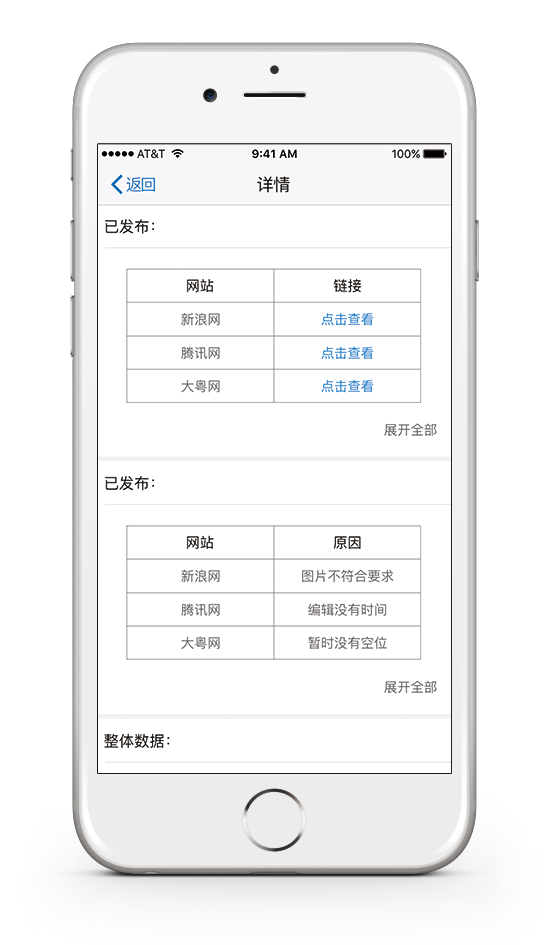 AT&T 9:41 AM 100%
返回 详情
已发布：
网站 链接
新浪网 点击查看
腾讯网 点击查看
大粤网 点击查看
展开全部
已发布：
网站 原因
新浪网 图片不符合要求
腾讯网 编辑没有时间
大粤网 暂时没有空位
展开全部
整体数据：